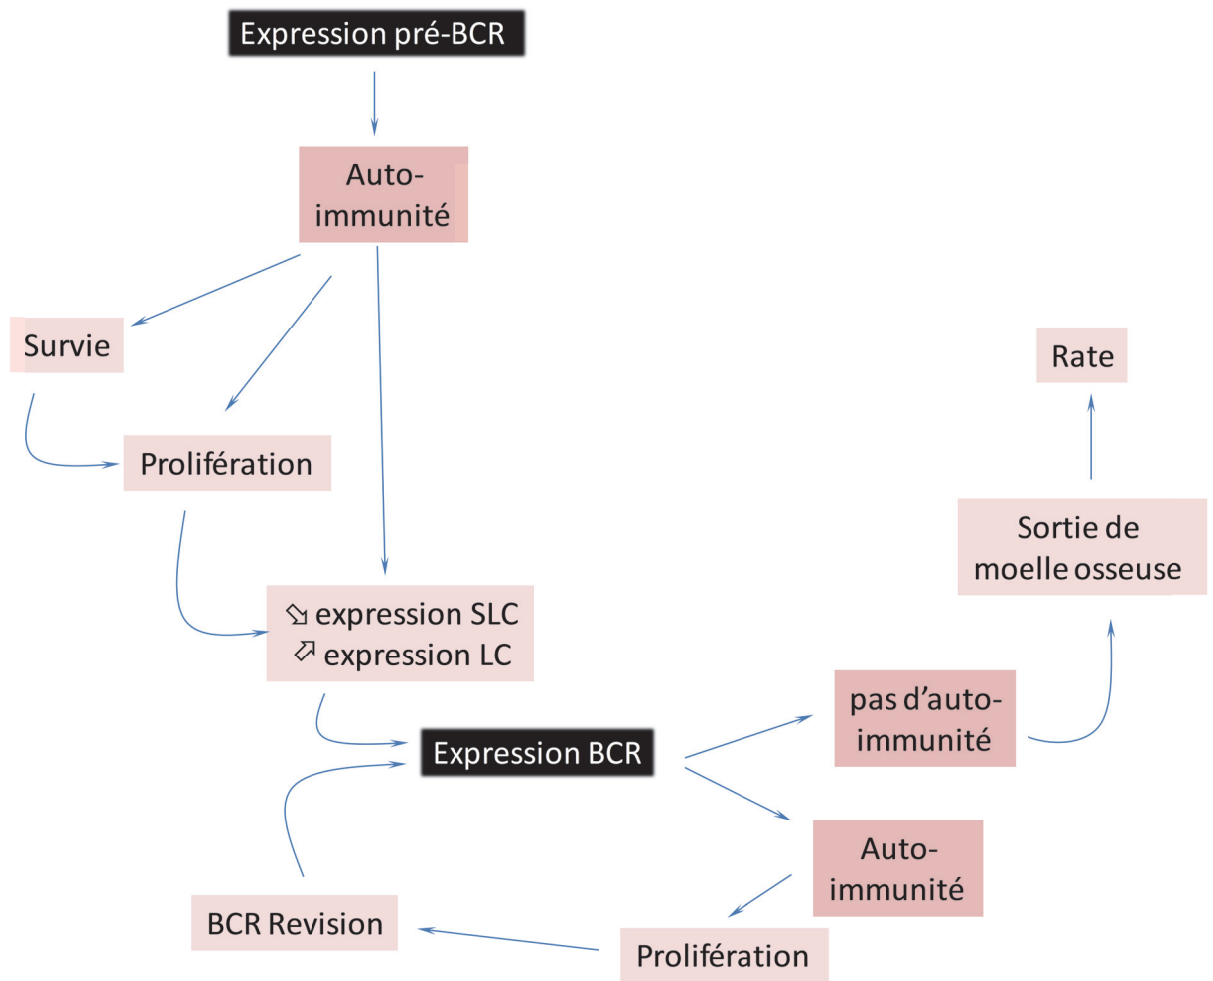 Expression pré-BCR
Auto-
immunité
Survie
Prolifération
⬂ expression SLC
⬀ expression LC
Expression BCR
pas d'auto-
immunité
Sortie de
moelle osseuse
Rate
Auto-
immunité
Prolifération
BCR Revision